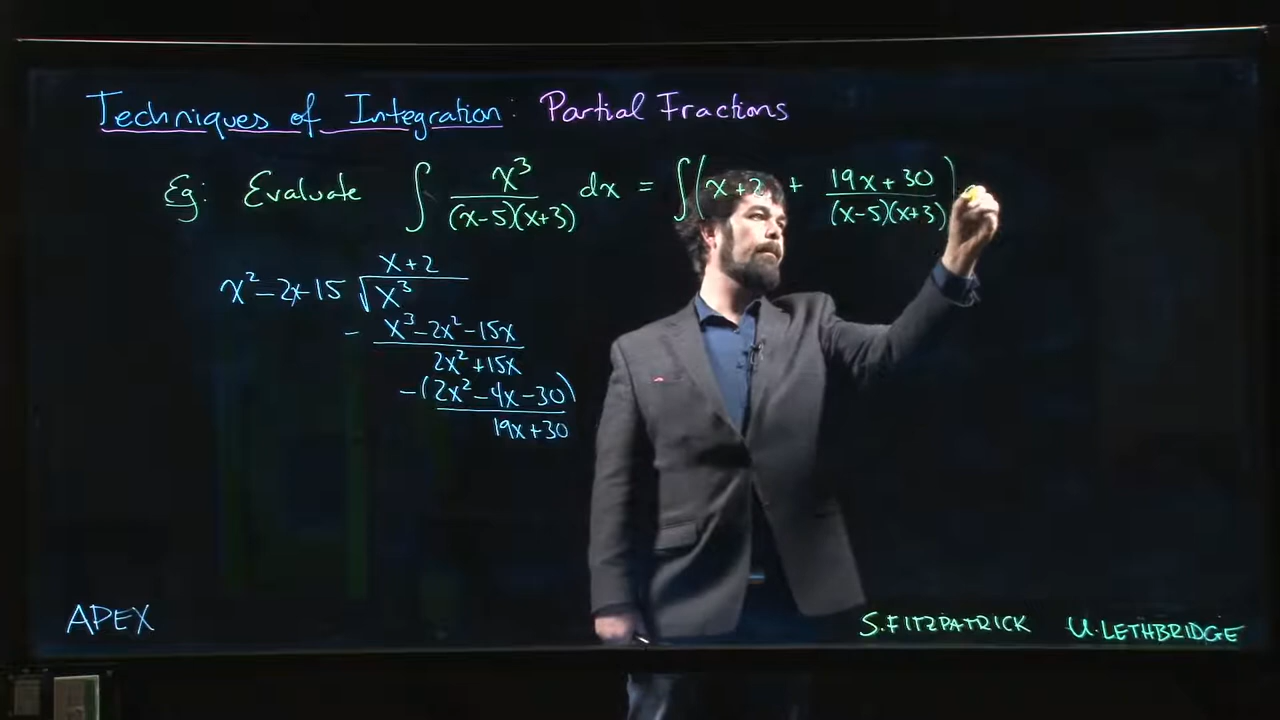 Techniques of Integration: Partial Fractions
Eg: Evaluate ∫ x³/((x-5)(x+3)) dx = ∫(x+2 + (19x+30)/((x-5)(x+3)))
x+2
x²-2x-15 √x³
- x³-2x²-15x
2x²+15x
-(2x²-4x-30)
19x+30
APEX
S.FITZPATRICK U.LETHBRIDGE